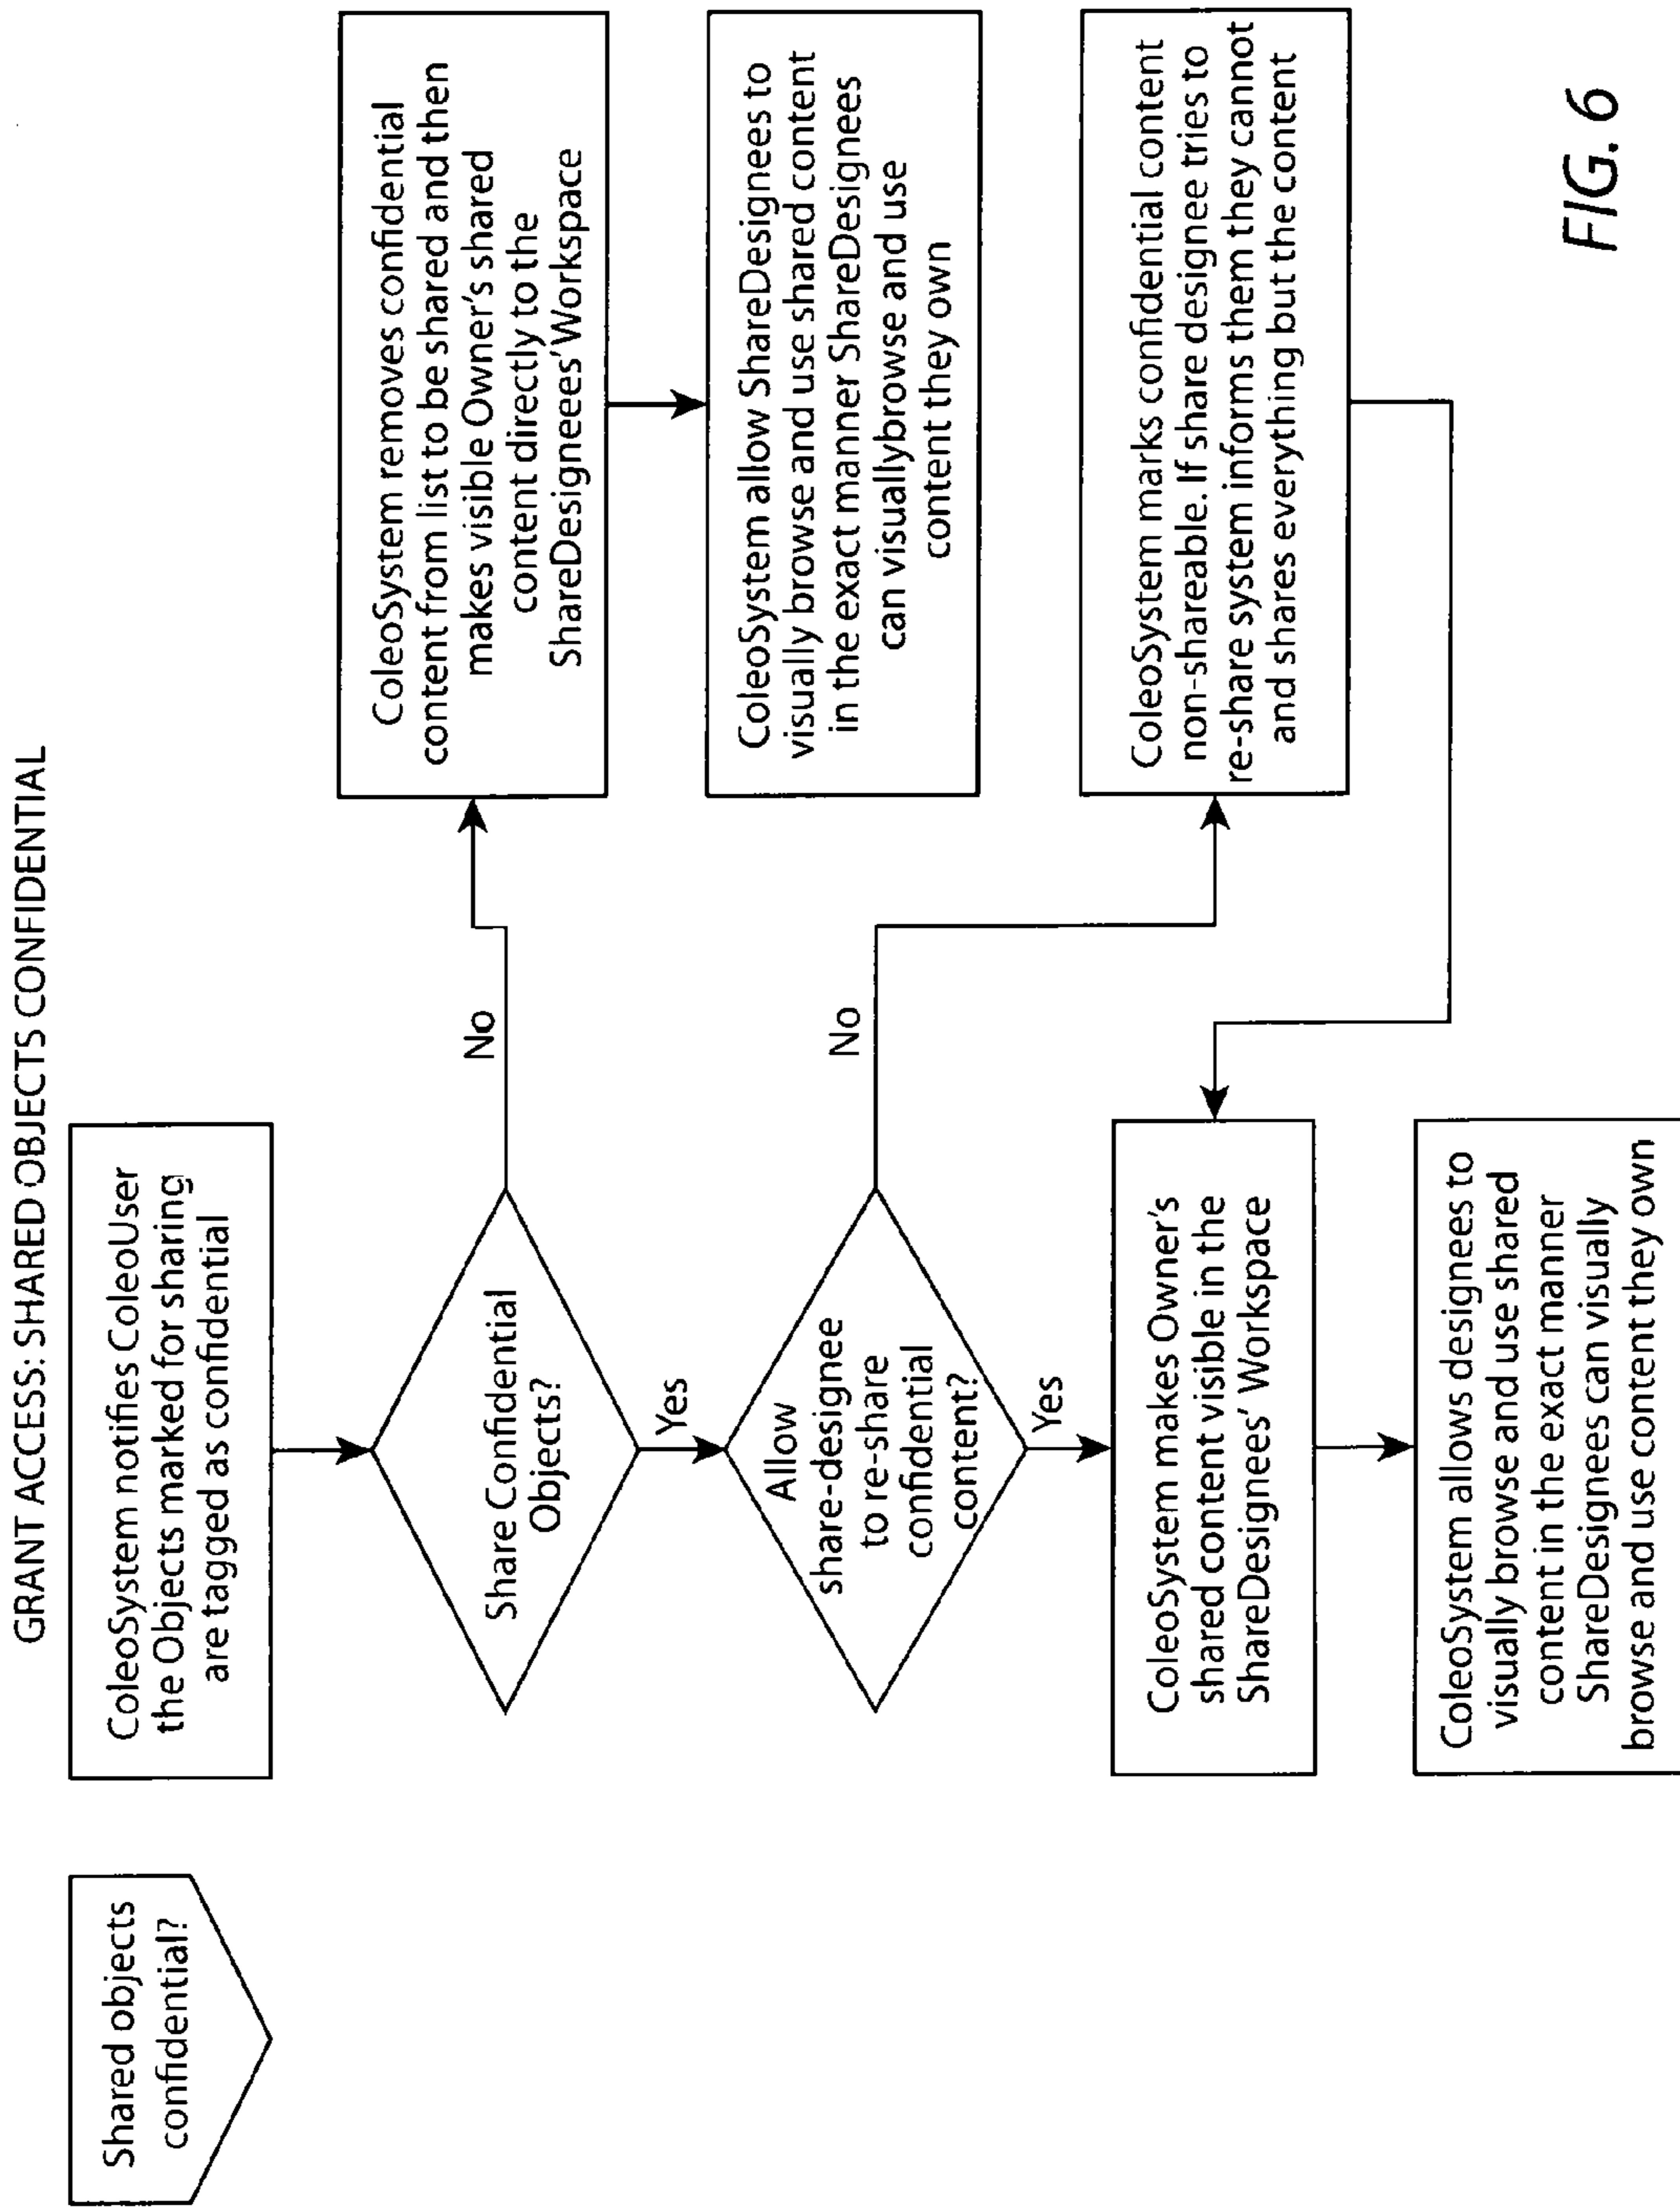 GRANT ACCESS: SHARED OBJECTS CONFIDENTIAL
Shared objects
confidential?
ColeoSystem notifies ColeoUser
the Objects marked for sharing
are tagged as confidential
Share Confidential
Objects?
No
Yes
ColeoSystem removes confidential
content from list to be shared and then
makes visible Owner's shared
content directly to the
ShareDesignees' Workspace
ColeoSystem allow ShareDesignees to
visually browse and use shared content
in the exact manner ShareDesignees
can visuallybrowse and use
content they own
Allow
share-designee
to re-share
confidential
content?
No
Yes
ColeoSystem marks confidential content
non-shareable. If share designee tries to
re-share system informs them they cannot
and shares everything but the content
ColeoSystem makes Owner's
shared content visible in the
ShareDesignees' Workspace
ColeoSystem allows designees to
visually browse and use shared
content in the exact manner
ShareDesignees can visually
browse and use content they own
FIG. 6